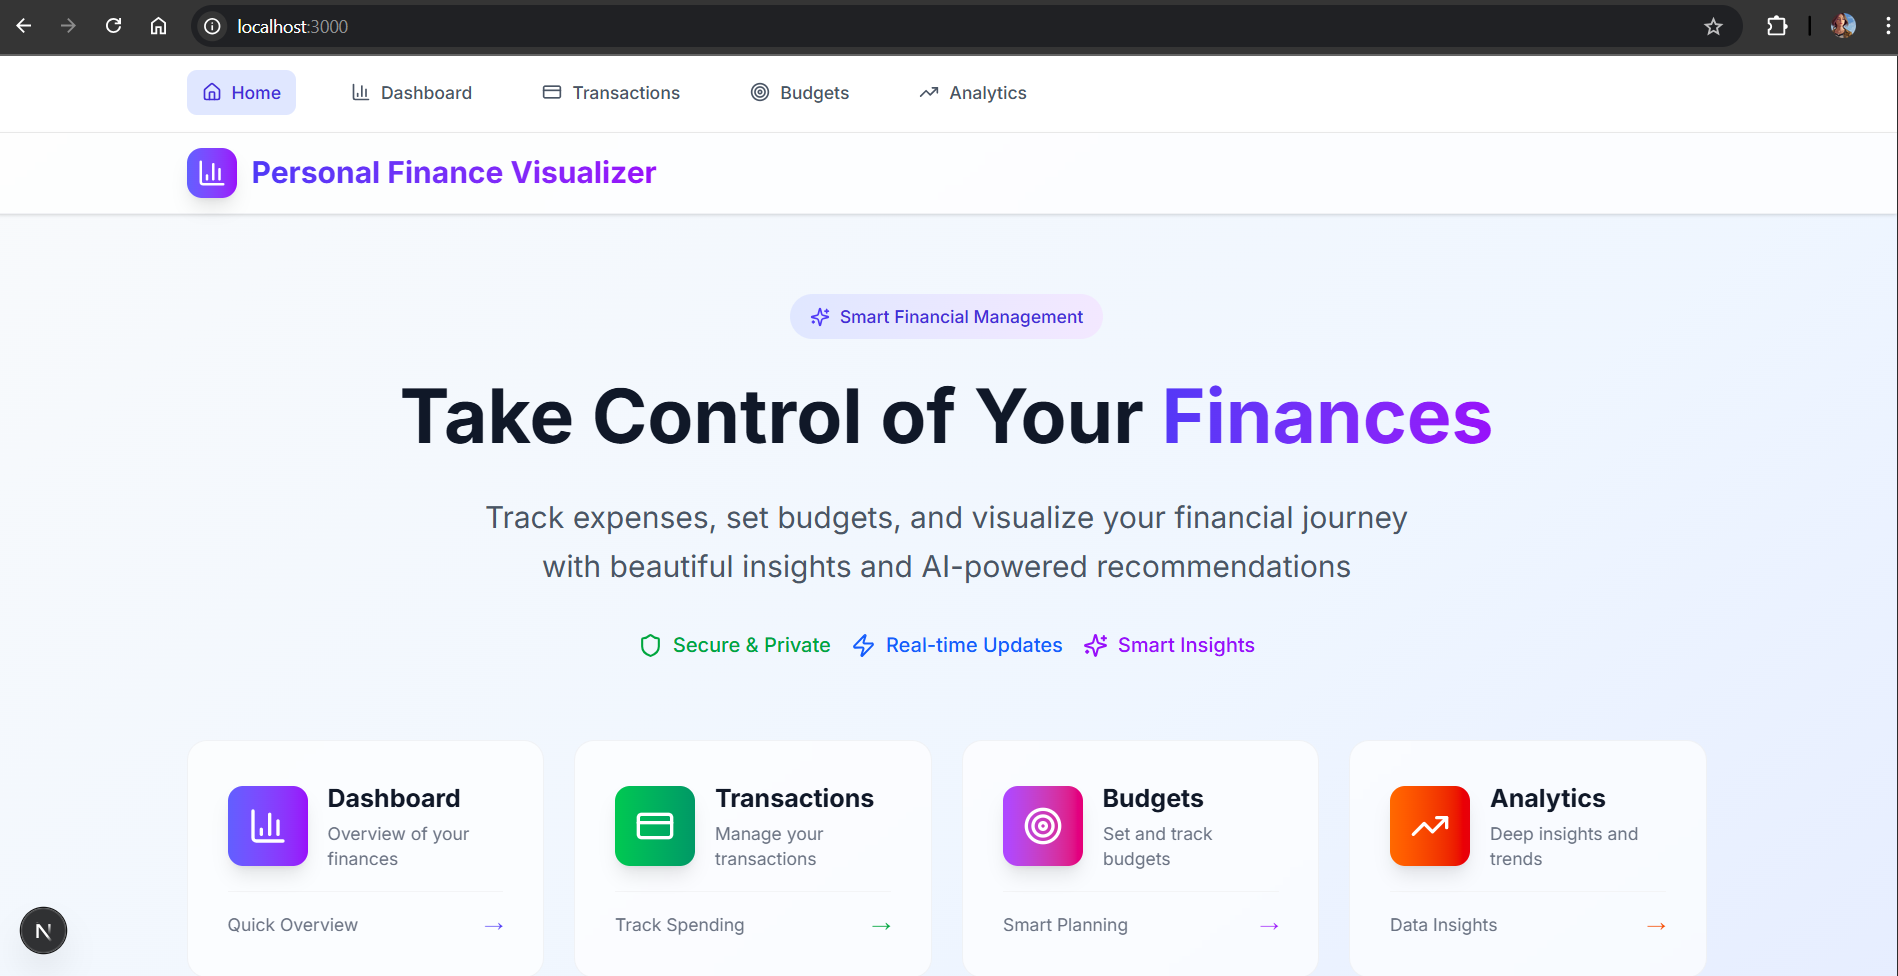 localhost:3000
Home Dashboard Transactions Budgets Analytics
Personal Finance Visualizer
Smart Financial Management
Take Control of Your Finances
Track expenses, set budgets, and visualize your financial journey
with beautiful insights and AI-powered recommendations
Secure & Private Real-time Updates Smart Insights
Dashboard
Overview of your
finances
Quick Overview →
Transactions
Manage your
transactions
Track Spending →
Budgets
Set and track
budgets
Smart Planning →
Analytics
Deep insights and
trends
Data Insights →
N